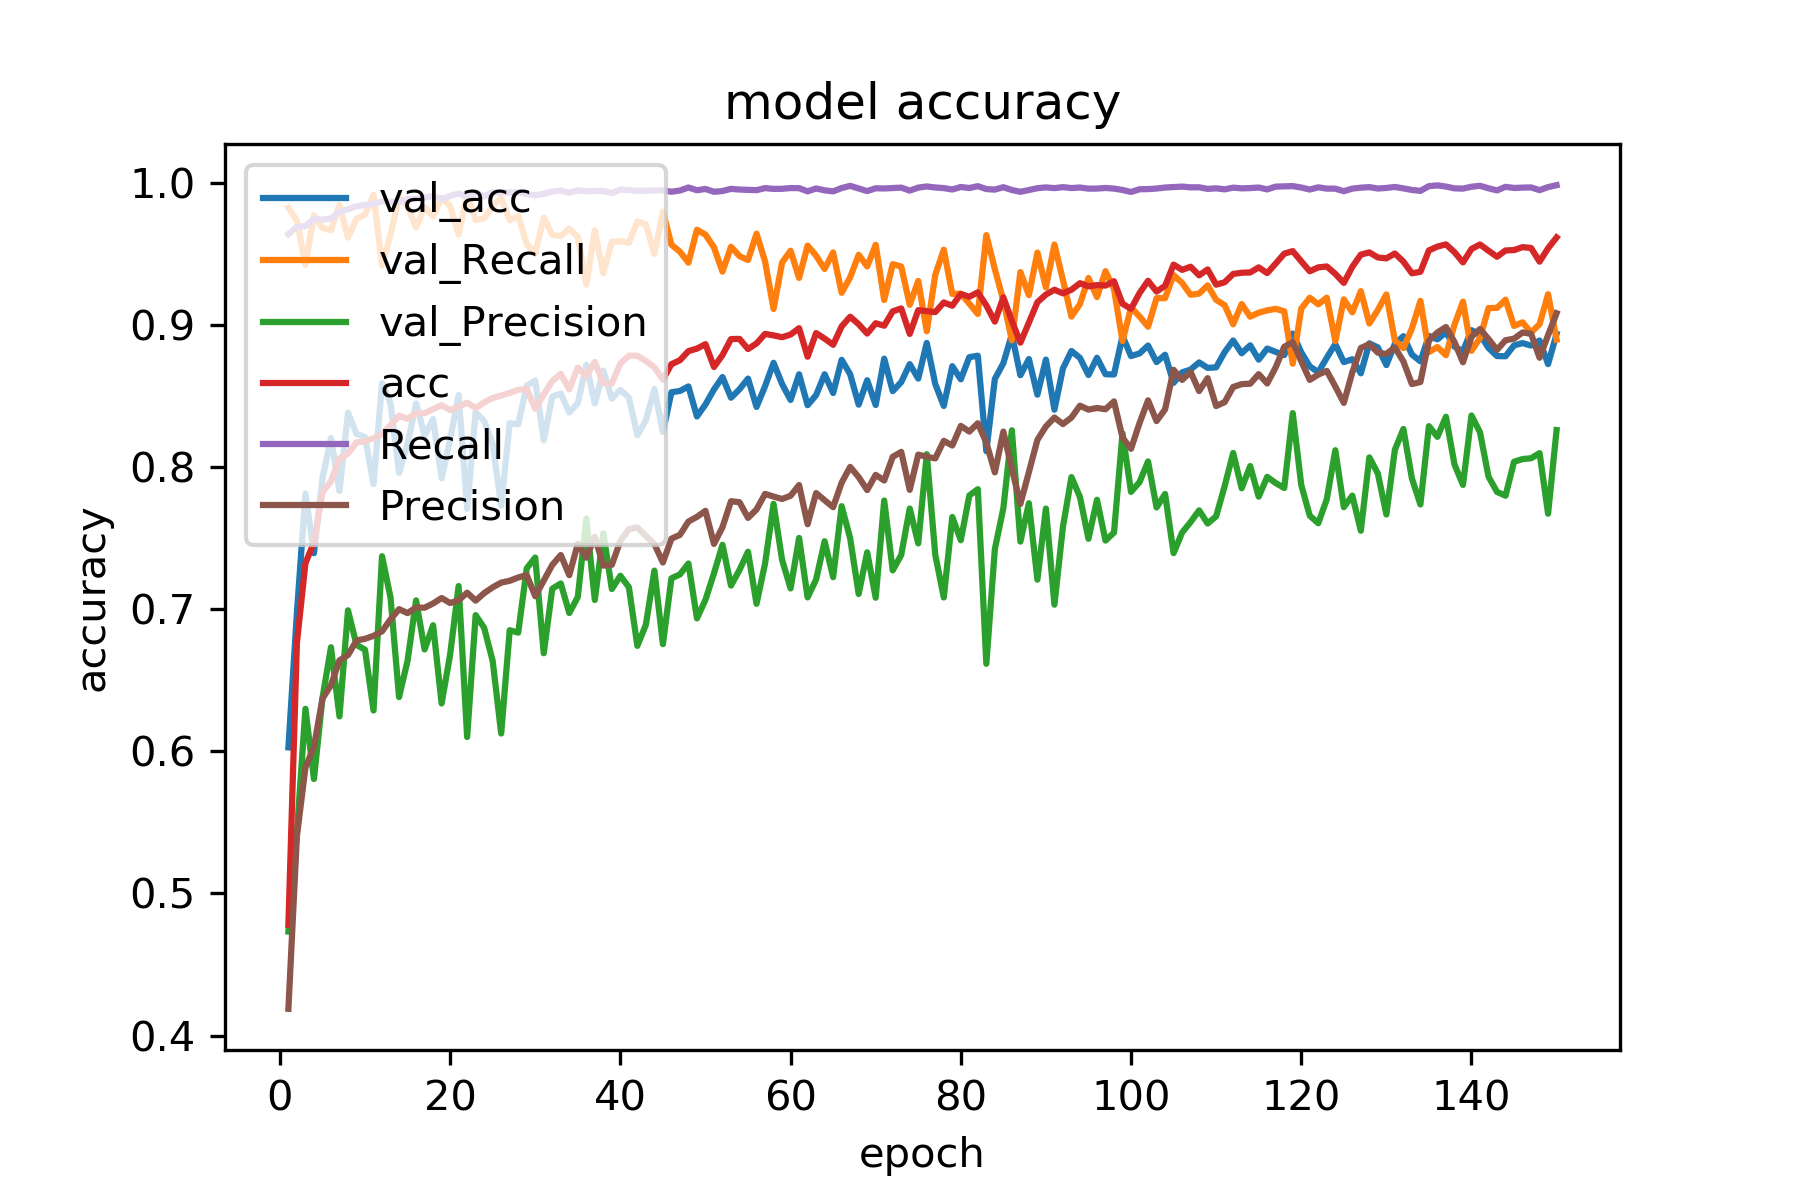 model accuracy
accuracy
1.0
0.9
0.8
0.7
0.6
0.5
0.4
val_acc
val_Recall
val_Precision
acc
Recall
Precision
0 20 40 60 80 100 120 140
epoch